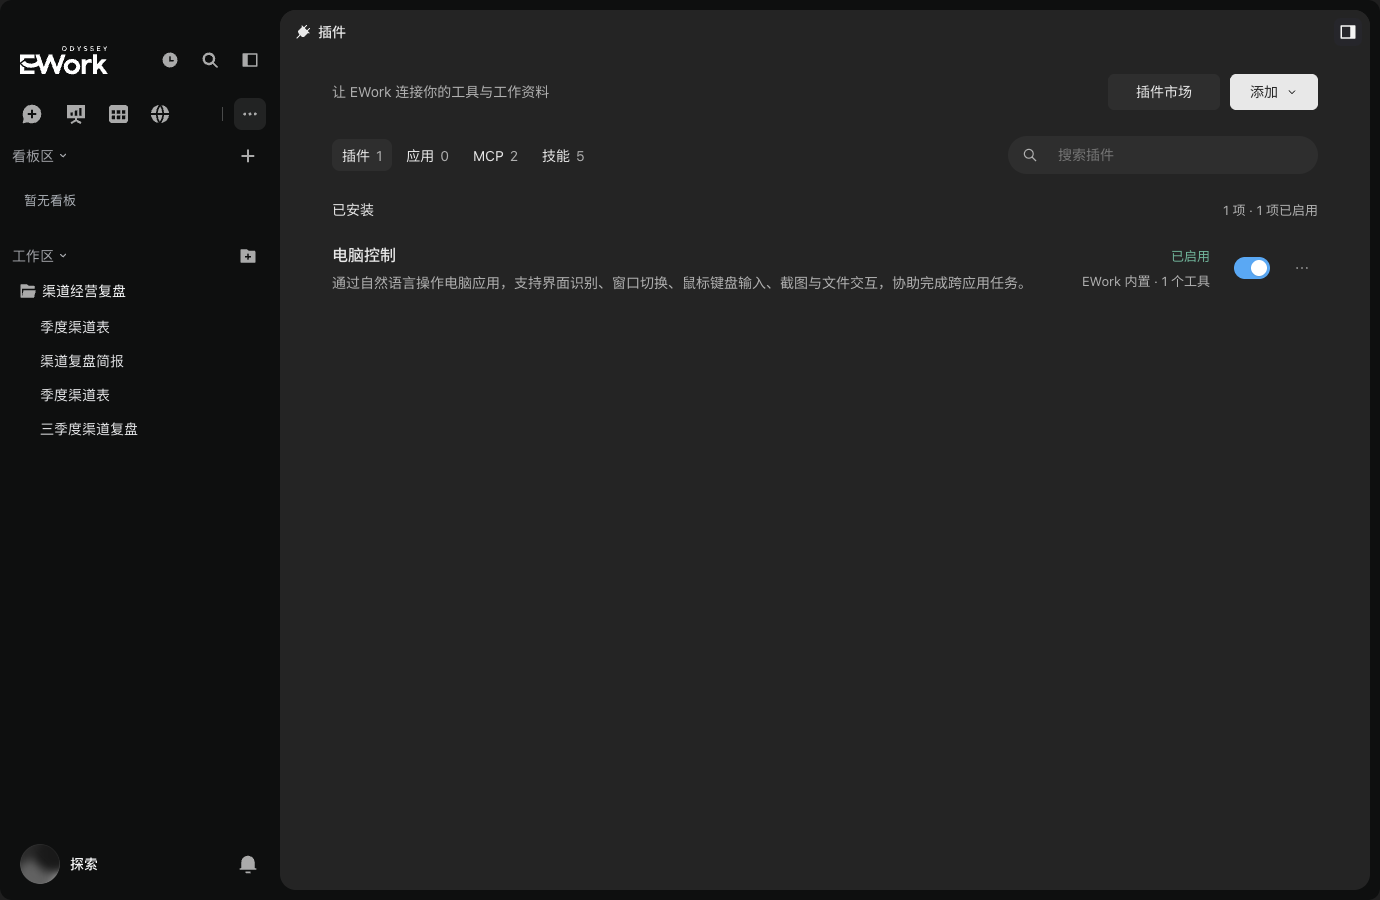 ODYSSEY
EWork
看板区
暂无看板
工作区
渠道经营复盘
季度渠道表
渠道复盘简报
季度渠道表
三季度渠道复盘
探索
插件
让 EWork 连接你的工具与工作资料
插件市场
添加
插件 1 应用 0 MCP 2 技能 5
搜索插件
已安装
1 项 · 1 项已启用
电脑控制
已启用
通过自然语言操作电脑应用，支持界面识别、窗口切换、鼠标键盘输入、截图与文件交互，协助完成跨应用任务。
EWork 内置 · 1 个工具